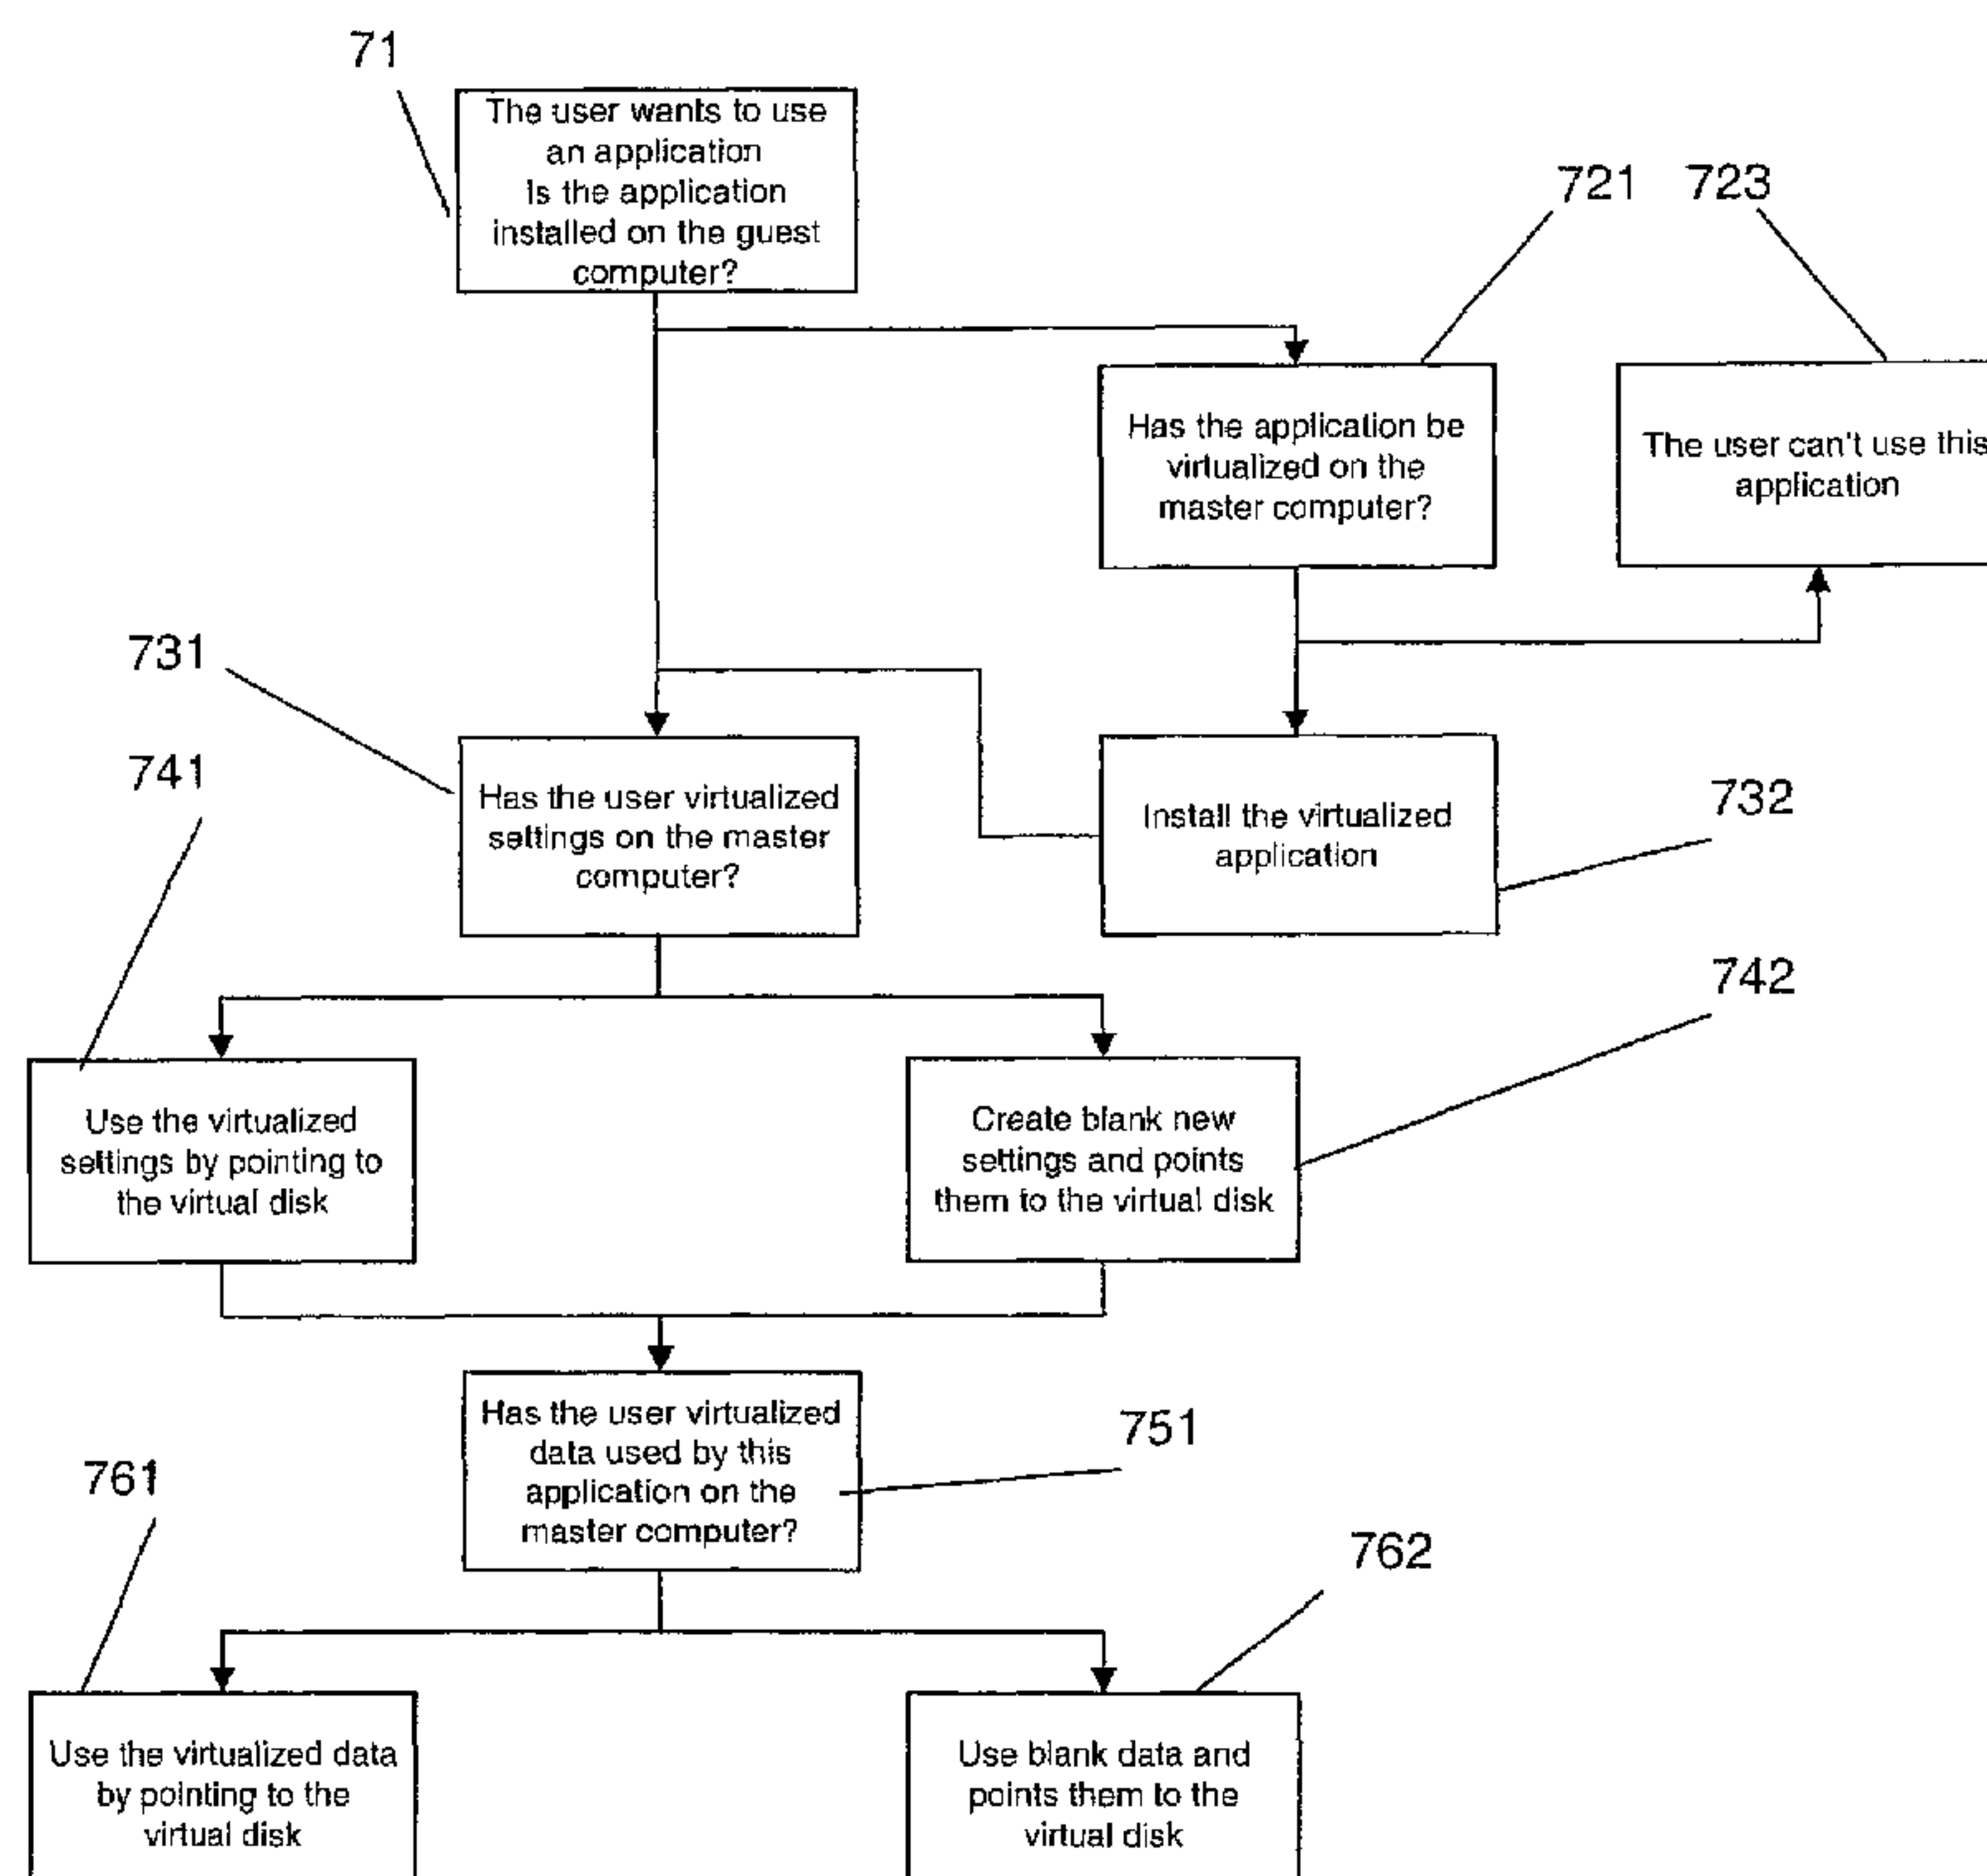 71
The user wants to use
an application
Is the application
installed on the guest
computer?
721
723
Has the application be
virtualized on the
master computer?
The user can't use this
application
731
Has the user virtualized
settings on the master
computer?
Install the virtualized
application
732
741
742
Use the virtualized
settings by pointing to
the virtual disk
Create blank new
settings and points
them to the virtual disk
Has the user virtualized
data used by this
application on the
master computer?
751
761
762
Use the virtualized data
by pointing to the
virtual disk
Use blank data and
points them to the
virtual disk